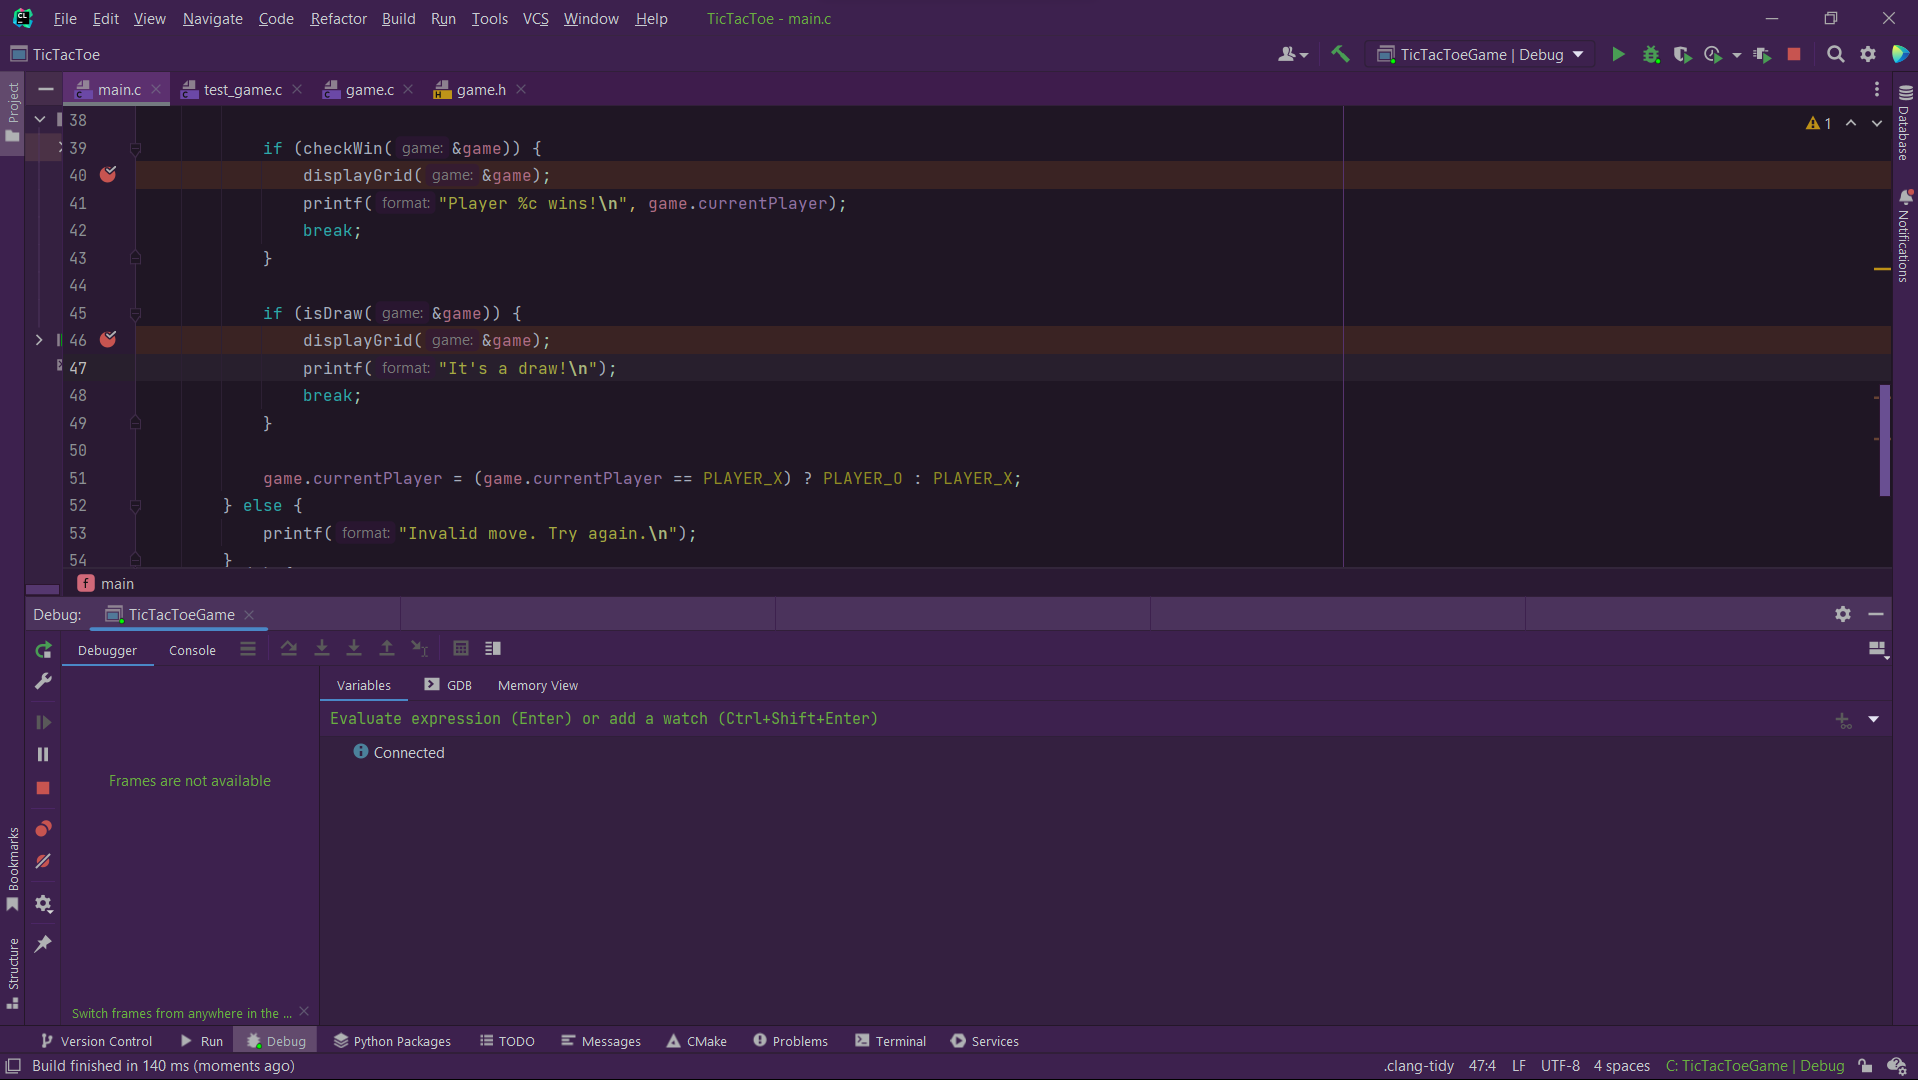 File Edit View Navigate Code Refactor Build Run Tools VCS Window Help TicTacToe - main.c
TicTacToe TicTacToeGame | Debug
main.c test_game.c game.c game.h
38 1
39 if (checkWin( game: &game)) {
40 displayGrid( game: &game);
41 printf( format: "Player %c wins!\n", game.currentPlayer);
42 break;
43 }
44
45 if (isDraw( game: &game)) {
46 displayGrid( game: &game);
47 printf( format: "It's a draw!\n");
48 break;
49 }
50
51 game.currentPlayer = (game.currentPlayer == PLAYER_X) ? PLAYER_O : PLAYER_X;
52 } else {
53 printf( format: "Invalid move. Try again.\n");
54 }
f main
Project
Bookmarks
Structure
Database
Notifications
Debug: TicTacToeGame
Debugger Console
Variables GDB Memory View
Evaluate expression (Enter) or add a watch (Ctrl+Shift+Enter)
Connected
Frames are not available
Switch frames from anywhere in the ...
Version Control Run Debug Python Packages TODO Messages CMake Problems Terminal Services
Build finished in 140 ms (moments ago) .clang-tidy 47:4 LF UTF-8 4 spaces C: TicTacToeGame | Debug